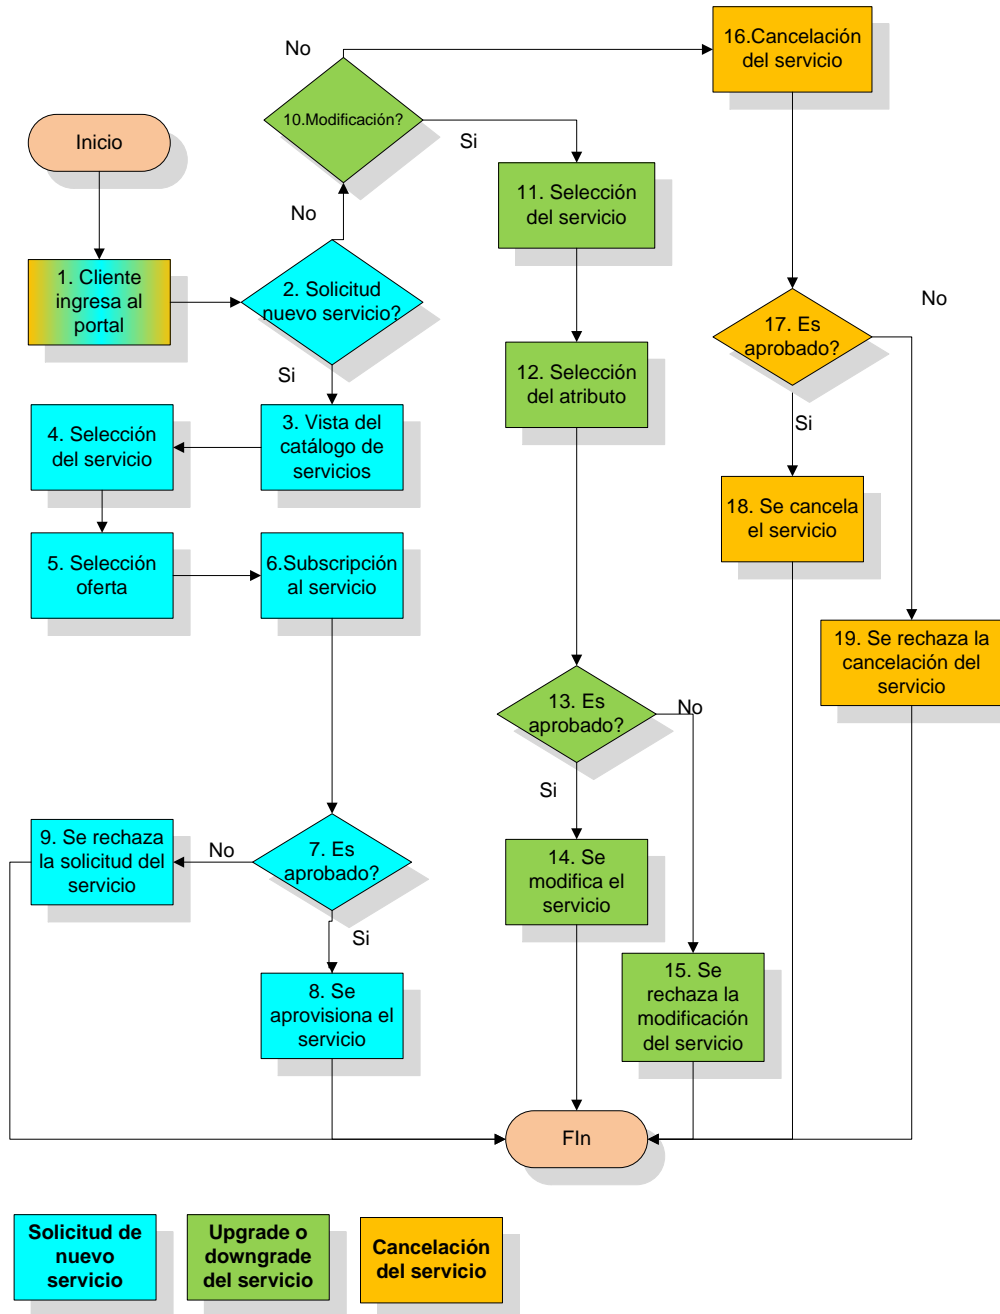 Inicio
1. Cliente
ingresa al
portal
2. Solicitud
nuevo servicio?
No
Si
3. Vista del
catálogo de
servicios
4. Selección
del servicio
5. Selección
oferta
6.Subscripción
al servicio
7. Es
aprobado?
No
Si
9. Se rechaza
la solicitud del
servicio
8. Se
aprovisiona el
servicio
10.Modificación?
No
Si
11. Selección
del servicio
12. Selección
del atributo
13. Es
aprobado?
No
Si
14. Se
modifica el
servicio
15. Se
rechaza la
modificación
del servicio
16.Cancelación
del servicio
17. Es
aprobado?
No
Si
18. Se cancela
el servicio
19. Se rechaza la
cancelación del
servicio
FIn
Solicitud de
nuevo
servicio
Upgrade o
downgrade
del servicio
Cancelación
del servicio